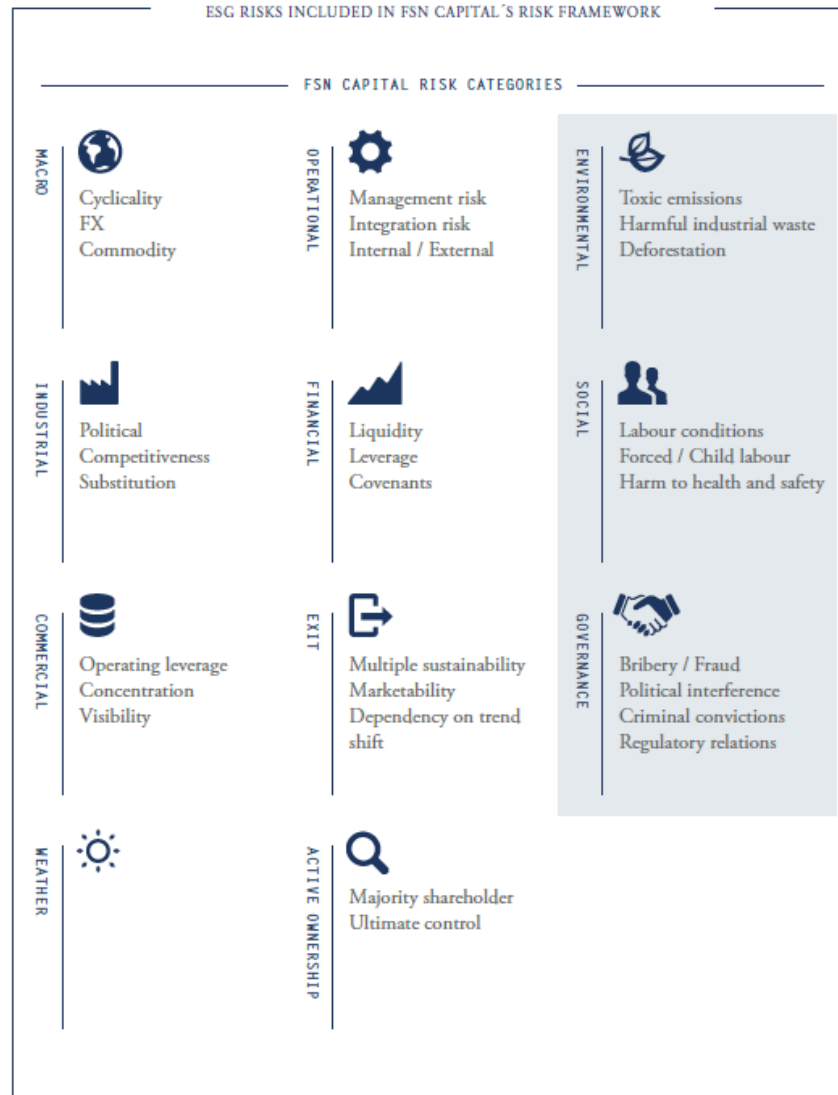 ESG RISKS INCLUDED IN FSN CAPITAL´S RISK FRAMEWORK
FSN CAPITAL RISK CATEGORIES
MACRO
Cyclicality
FX
Commodity
OPERATIONAL
Management risk
Integration risk
Internal / External
ENVIRONMENTAL
Toxic emissions
Harmful industrial waste
Deforestation
INDUSTRIAL
Political
Competitiveness
Substitution
FINANCIAL
Liquidity
Leverage
Covenants
SOCIAL
Labour conditions
Forced / Child labour
Harm to health and safety
COMMERCIAL
Operating leverage
Concentration
Visibility
EXIT
Multiple sustainability
Marketability
Dependency on trend
shift
GOVERNANCE
Bribery / Fraud
Political interference
Criminal convictions
Regulatory relations
WEATHER
ACTIVE OWNERSHIP
Majority shareholder
Ultimate control